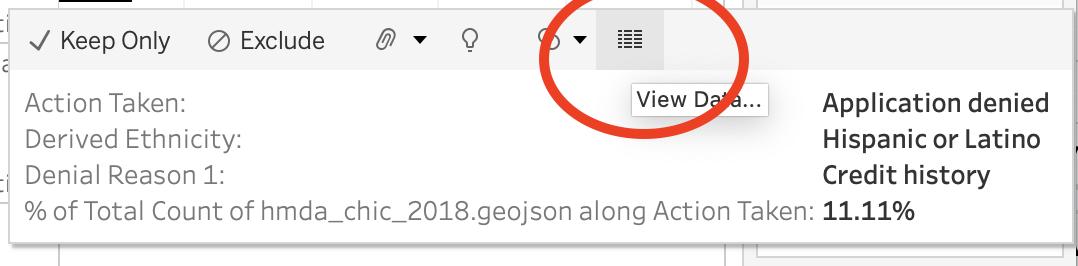 Keep Only Exclude
View Data...
Action Taken: Application denied
Derived Ethnicity: Hispanic or Latino
Denial Reason 1: Credit history
% of Total Count of hmda_chic_2018.geojson along Action Taken: 11.11%